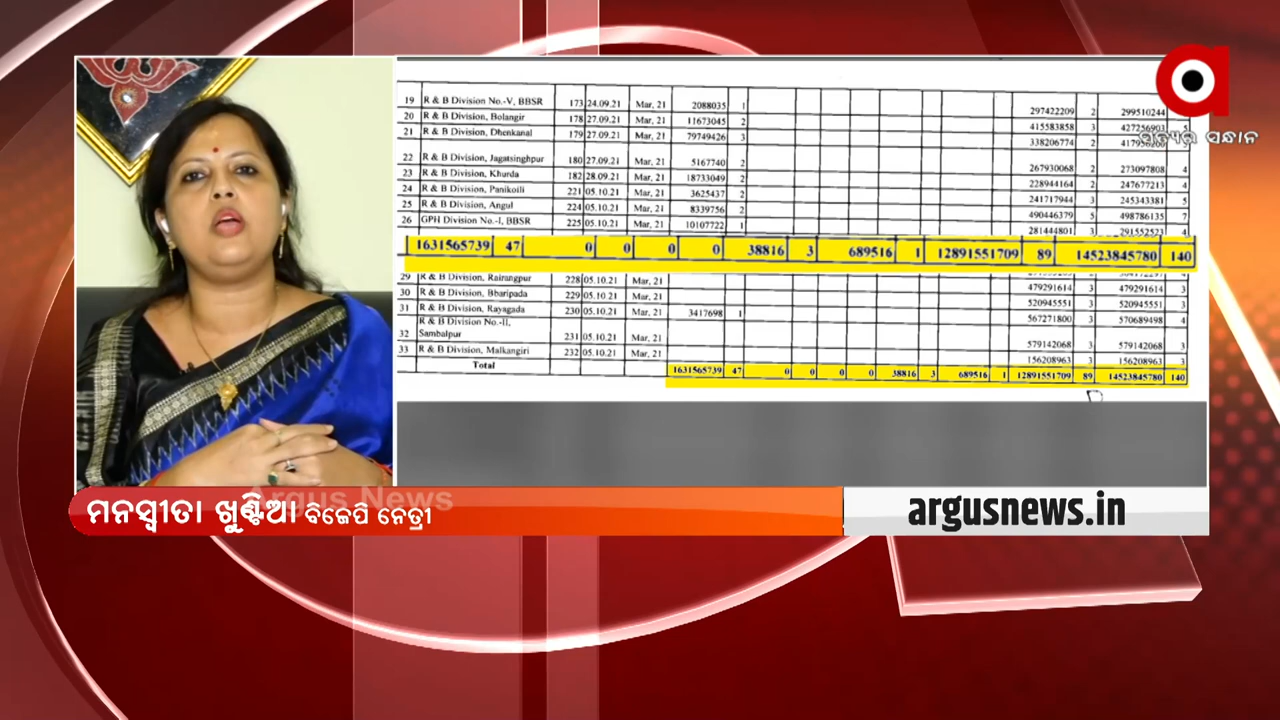 19 R & B Division No.-V, BBSR 173 24.09.21 Mar, 21 2088035 1 297422209 2 299510244
20 R & B Division, Bolangir 178 27.09.21 Mar, 21 11673045 2 415583858 3 427256903 5
21 R & B Division, Dhenkanal 179 27.09.21 Mar, 21 79749426 3 338206774 2
22 R & B Division, Jagatsinghpur 180 27.09.21 Mar, 21 5167740 2 267930068 2 273097808 4
23 R & B Division, Khurda 182 28.09.21 Mar, 21 18733049 2 228944164 2 247677213 4
24 R & B Division, Panikoili 221 05.10.21 Mar, 21 3625437 2 241717944 3 245343381 5
25 R & B Division, Angul 224 05.10.21 Mar, 21 8339756 2 490446379 5 498786135 7
26 GPH Division No.-I, BBSR 225 05.10.21 Mar, 21 10107722 1 281444801 3 291552523 4
1631565739 47 0 0 0 0 38816 3 689516 1 12891551709 89 14523845780 140
29 R & B Division, Rairangpur 228 05.10.21 Mar, 21 479291614 3 479291614 3
30 R & B Division, Bharipada 229 05.10.21 Mar, 21 520945551 3 520945551 3
31 R & B Division, Rayagada 230 05.10.21 Mar, 21 3417698 1 567271800 3 570689498 4
R & B Division No.-II,
32 Sambalpur 231 05.10.21 Mar, 21 579142068 3 579142068 3
33 R & B Division, Malkangiri 232 05.10.21 Mar, 21 156208963 3 156208963 3
Total 1631565739 47 0 0 0 0 38816 3 689516 1 12891551709 89 14523845780 140
ସନ୍ଧାନ
Argus News
ମନସ୍ୱୀତା ଖୁଣ୍ଟିଆ ବିଜେପି ନେତ୍ରୀ
argusnews.in